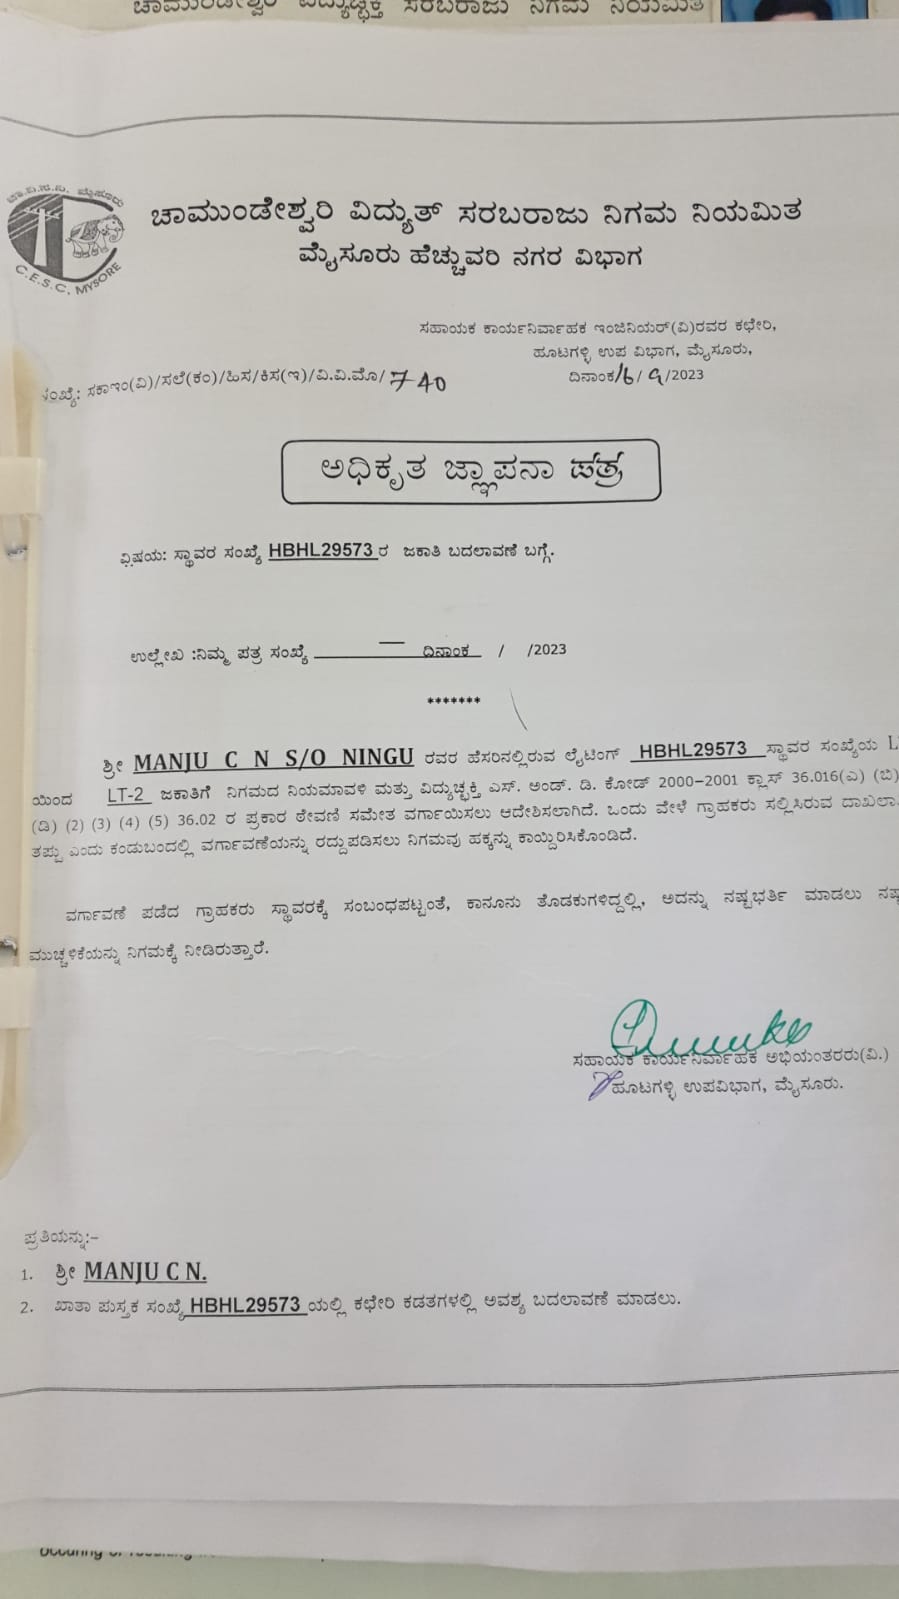 ಚಾಮುಂಡೇಶ್ವರಿ ವಿದ್ಯುಚ್ಛಕ್ತಿ ಸರಬರಾಜು ನಿಗಮ ನಿಯಮಿತ
ಚಾ.ವಿ.ಸ.ನಿ. ಮೈಸೂರು
C.E.S.C, MYSORE
ಚಾಮುಂಡೇಶ್ವರಿ ವಿದ್ಯುತ್ ಸರಬರಾಜು ನಿಗಮ ನಿಯಮಿತ
ಮೈಸೂರು ಹೆಚ್ಚುವರಿ ನಗರ ವಿಭಾಗ
ಸಹಾಯಕ ಕಾರ್ಯನಿರ್ವಾಹಕ ಇಂಜಿನಿಯರ್(ವಿ)ರವರ ಕಛೇರಿ,
ಹೂಟಗಳ್ಳಿ ಉಪ ವಿಭಾಗ, ಮೈಸೂರು,
ಸಂಖ್ಯೆ: ಸಕಾಇಂ(ವಿ)/ಸಲೆ(ಕಂ)/ಹಿಸ/ಕಿಸ(ಇ)/ವಿ.ವಿ.ಮೊ/ 740
ದಿನಾಂಕ 16/ 9 /2023
ಅಧಿಕೃತ ಜ್ಞಾಪನಾ ಪತ್ರ
ವಿಷಯ: ಸ್ಥಾವರ ಸಂಖ್ಯೆ HBHL29573 ರ ಜಕಾತಿ ಬದಲಾವಣೆ ಬಗ್ಗೆ.
ಉಲ್ಲೇಖ :ನಿಮ್ಮ ಪತ್ರ ಸಂಖ್ಯೆ — ದಿನಾಂಕ / /2023
*******
ಶ್ರೀ MANJU C N S/O NINGU ರವರ ಹೆಸರಿನಲ್ಲಿರುವ ಲೈಟಿಂಗ್ HBHL29573 ಸ್ಥಾವರ ಸಂಖ್ಯೆಯ
ಯಿಂದ LT-2 ಜಕಾತಿಗೆ ನಿಗಮದ ನಿಯಮಾವಳಿ ಮತ್ತು ವಿದ್ಯುಚ್ಛಕ್ತಿ ಎಸ್. ಅಂಡ್. ಡಿ. ಕೋಡ್ 2000-2001 ಕ್ಲಾಸ್ 36.016(ಎ) (ಬಿ)
(ಡಿ) (2) (3) (4) (5) 36.02 ರ ಪ್ರಕಾರ ಠೇವಣಿ ಸಮೇತ ವರ್ಗಾಯಿಸಲು ಆದೇಶಿಸಲಾಗಿದೆ. ಒಂದು ವೇಳೆ ಗ್ರಾಹಕರು ಸಲ್ಲಿಸಿರುವ
ತಪ್ಪು ಎಂದು ಕಂಡುಬಂದಲ್ಲಿ ವರ್ಗಾವಣೆಯನ್ನು ರದ್ದುಪಡಿಸಲು ನಿಗಮವು ಹಕ್ಕನ್ನು ಕಾಯ್ದಿರಿಸಿಕೊಂಡಿದೆ.
ವರ್ಗಾವಣೆ ಪಡೆದ ಗ್ರಾಹಕರು ಸ್ಥಾವರಕ್ಕೆ ಸಂಬಂಧಪಟ್ಟಂತೆ, ಕಾನೂನು ತೊಡಕುಗಳಿದ್ದಲ್ಲಿ, ಅದನ್ನು ನಷ್ಟಭರ್ತಿ ಮಾಡಲು
ಮುಚ್ಚಳಿಕೆಯನ್ನು ನಿಗಮಕ್ಕೆ ನೀಡಿರುತ್ತಾರೆ.
ಸಹಾಯಕ ಕಾರ್ಯನಿರ್ವಾಹಕ ಅಭಿಯಂತರರು(ವಿ.)
ಹೂಟಗಳ್ಳಿ ಉಪವಿಭಾಗ, ಮೈಸೂರು.
ಪ್ರತಿಯನ್ನು:-
1. ಶ್ರೀ MANJU C N.
2. ಖಾತಾ ಪುಸ್ತಕ ಸಂಖ್ಯೆ HBHL29573 ಯಲ್ಲಿ ಕಛೇರಿ ಕಡತಗಳಲ್ಲಿ ಅವಶ್ಯ ಬದಲಾವಣೆ ಮಾಡಲು.